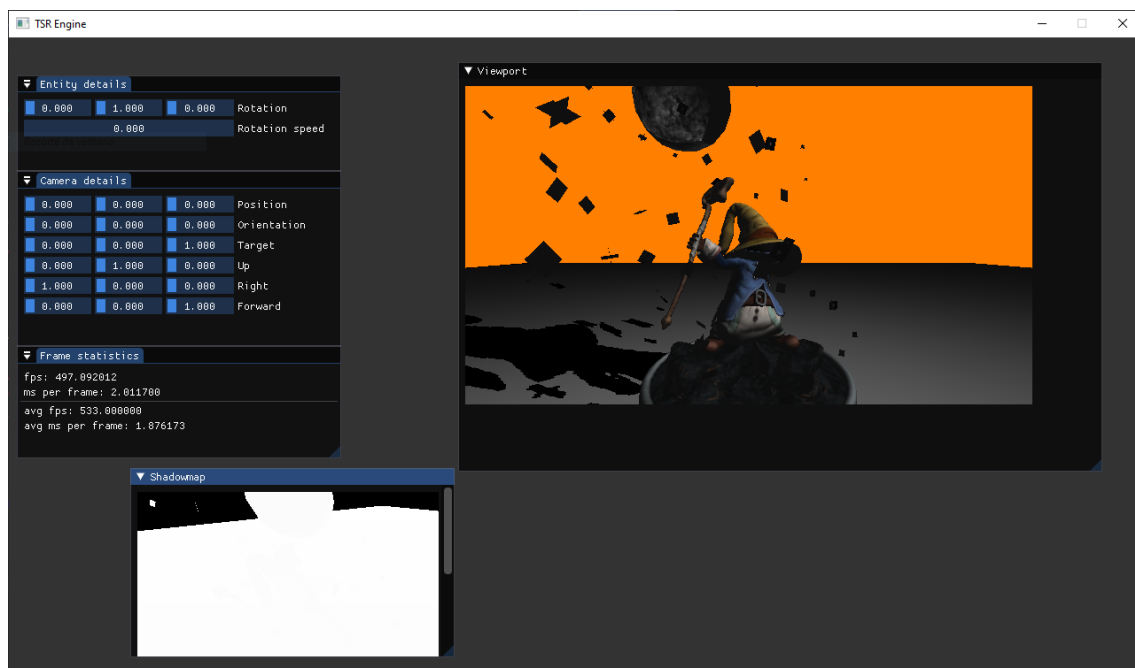 TSR Engine
Entity details
0.000 1.000 0.000 Rotation
0.000 Rotation speed
Camera details
0.000 0.000 0.000 Position
0.000 0.000 0.000 Orientation
0.000 0.000 1.000 Target
0.000 1.000 0.000 Up
1.000 0.000 0.000 Right
0.000 0.000 1.000 Forward
Frame statistics
fps: 497.092012
ms per frame: 2.011700
avg fps: 533.000000
avg ms per frame: 1.876173
Viewport
Shadowmap